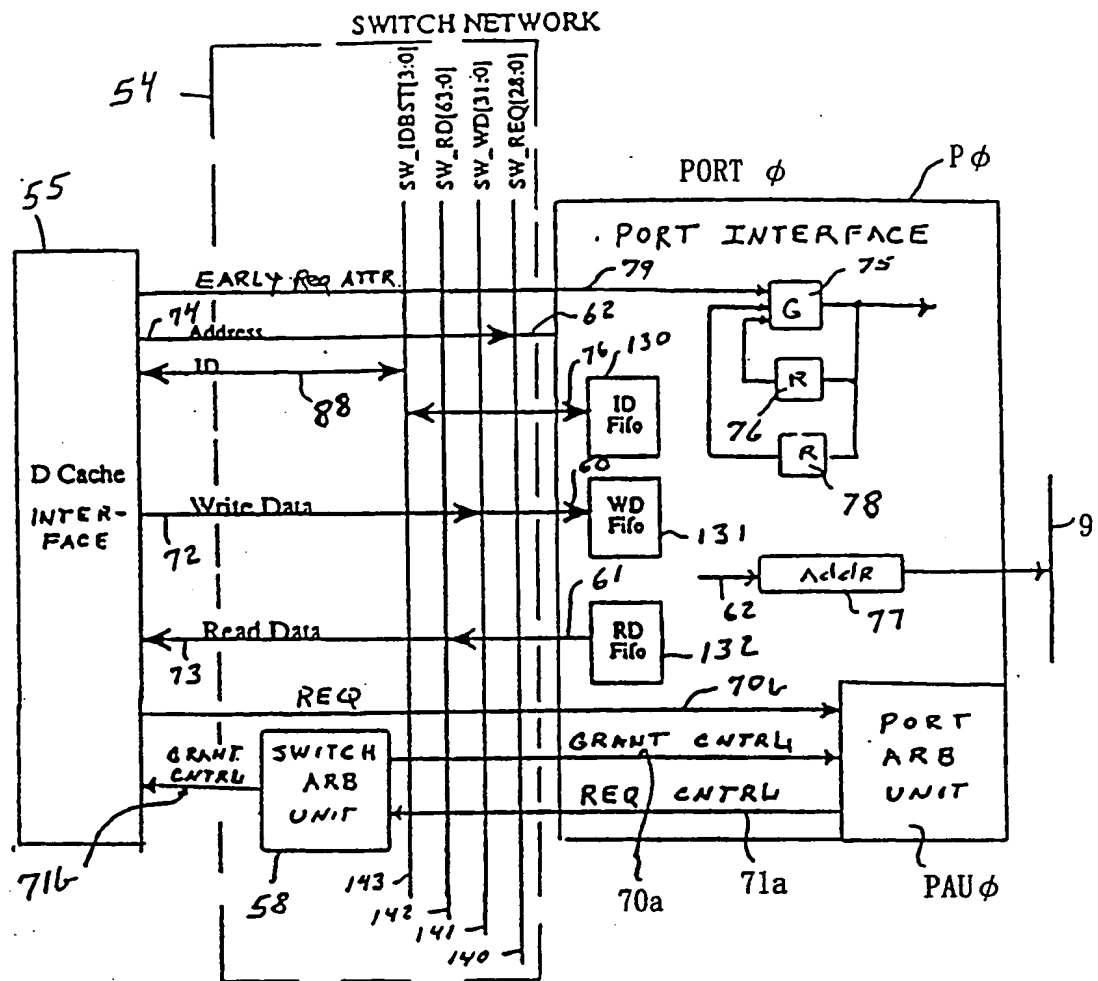 SWITCH NETWORK
54
SW_IDBST[3:0]
SW_RD[63:0]
SW_WD[31:0]
SW_REQ[28:0]
PORT ϕ
Pϕ
55
PORT INTERFACE
EARLY Req ATTR.
79
75
G
74
Address
62
ID
88
76
130
ID
Fifo
R
76
R
78
D Cache
INTER-
FACE
Write Data
72
60
WD
Fifo
131
9
62
AddR
77
Read Data
73
61
RD
Fifo
132
REQ
70b
GRANT
CNTRL
71b
SWITCH
ARB
UNIT
58
GRANT CNTRL
70a
REQ CNTRL
71a
PORT
ARB
UNIT
PAUϕ
143
142
141
140